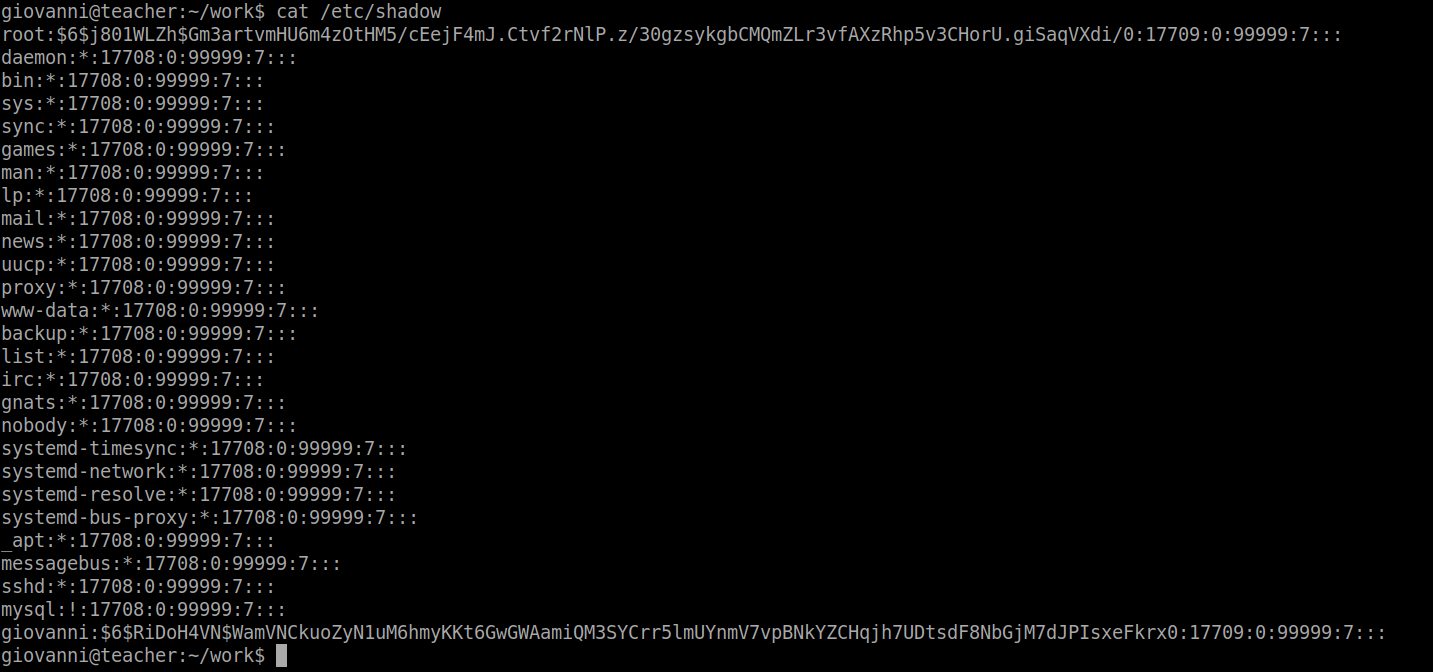 giovanni@teacher:~/work$ cat /etc/shadow
root:$6$j801WLZh$Gm3artvmHU6m4zOtHM5/cEejF4mJ.Ctvf2rNlP.z/30gzsykgbCMQmZLr3vfAXzRhp5v3CHorU.giSaqVXdi/0:17709:0:99999:7:::
daemon:*:17708:0:99999:7:::
bin:*:17708:0:99999:7:::
sys:*:17708:0:99999:7:::
sync:*:17708:0:99999:7:::
games:*:17708:0:99999:7:::
man:*:17708:0:99999:7:::
lp:*:17708:0:99999:7:::
mail:*:17708:0:99999:7:::
news:*:17708:0:99999:7:::
uucp:*:17708:0:99999:7:::
proxy:*:17708:0:99999:7:::
www-data:*:17708:0:99999:7:::
backup:*:17708:0:99999:7:::
list:*:17708:0:99999:7:::
irc:*:17708:0:99999:7:::
gnats:*:17708:0:99999:7:::
nobody:*:17708:0:99999:7:::
systemd-timesync:*:17708:0:99999:7:::
systemd-network:*:17708:0:99999:7:::
systemd-resolve:*:17708:0:99999:7:::
systemd-bus-proxy:*:17708:0:99999:7:::
_apt:*:17708:0:99999:7:::
messagebus:*:17708:0:99999:7:::
sshd:*:17708:0:99999:7:::
mysql:!:17708:0:99999:7:::
giovanni:$6$RiDoH4VN$WamVNCkuoZyN1uM6hmyKKt6GwGWAamiQM3SYCrr5lmUYnmV7vpBNkYZCHqjh7UDtsdF8NbGjM7dJPIsxeFkrx0:17709:0:99999:7:::
giovanni@teacher:~/work$